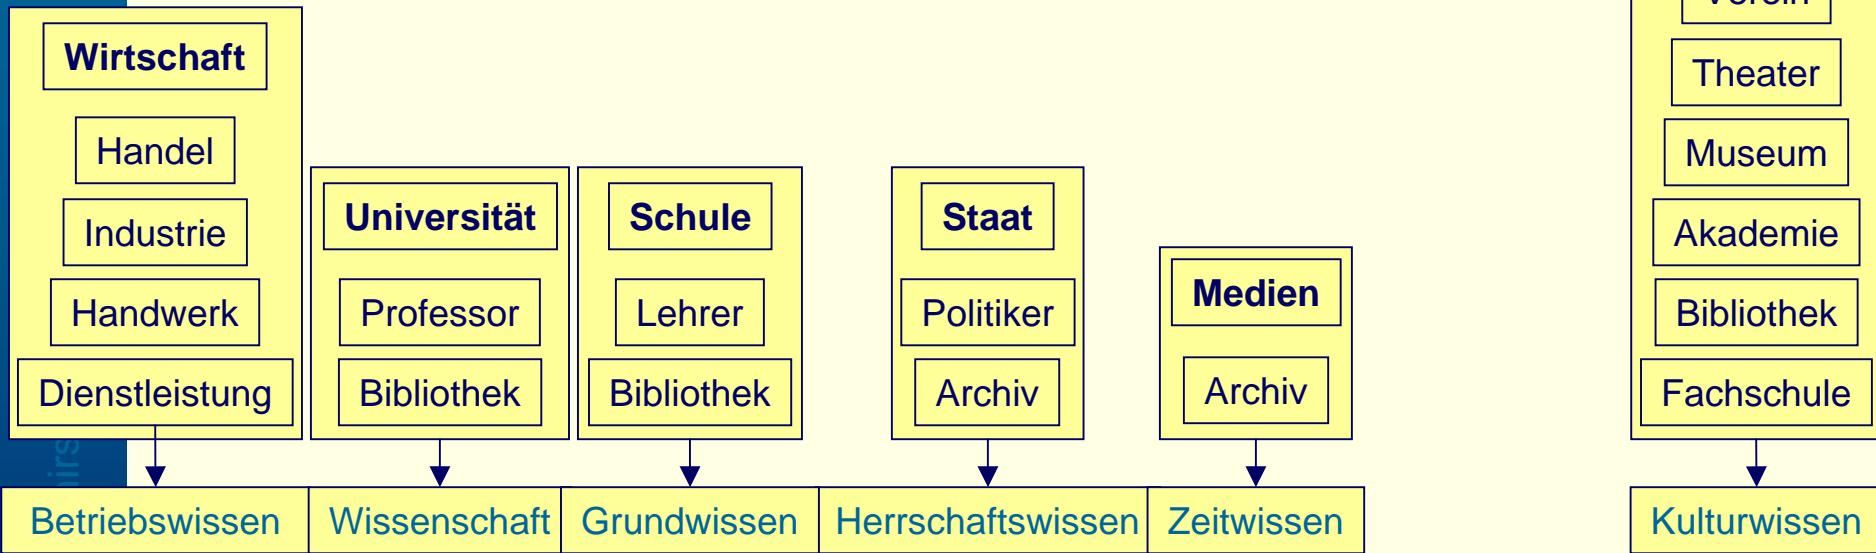 Wirtschaft
Handel
Industrie
Handwerk
Dienstleistung
Betriebswissen
Universität
Professor
Bibliothek
Wissenschaft
Schule
Lehrer
Bibliothek
Grundwissen
Staat
Politiker
Archiv
Herrschaftswissen
Medien
Archiv
Zeitwissen
Verein
Theater
Museum
Akademie
Bibliothek
Fachschule
Kulturwissen